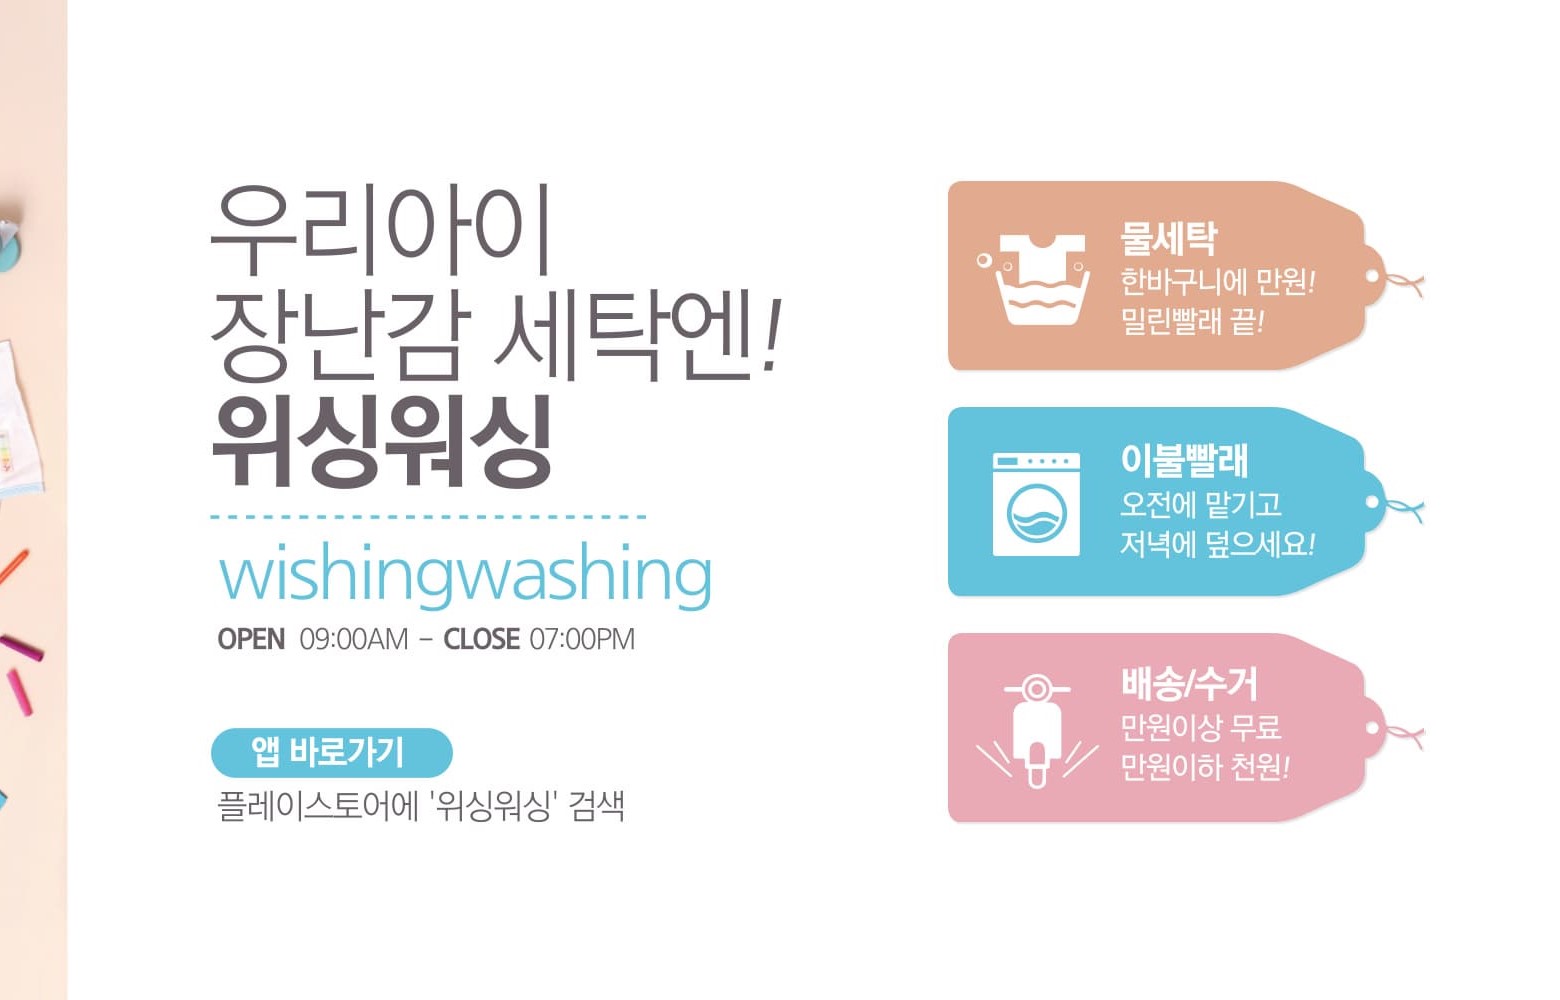 우리아이
장난감 세탁엔!
위싱워싱
wishingwashing
OPEN 09:00AM – CLOSE 07:00PM
앱 바로가기
플레이스토어에 '위싱워싱' 검색
물세탁
한바구니에 만원!
밀린빨래 끝!
이불빨래
오전에 맡기고
저녁에 덮으세요!
배송/수거
만원이상 무료
만원이하 천원!